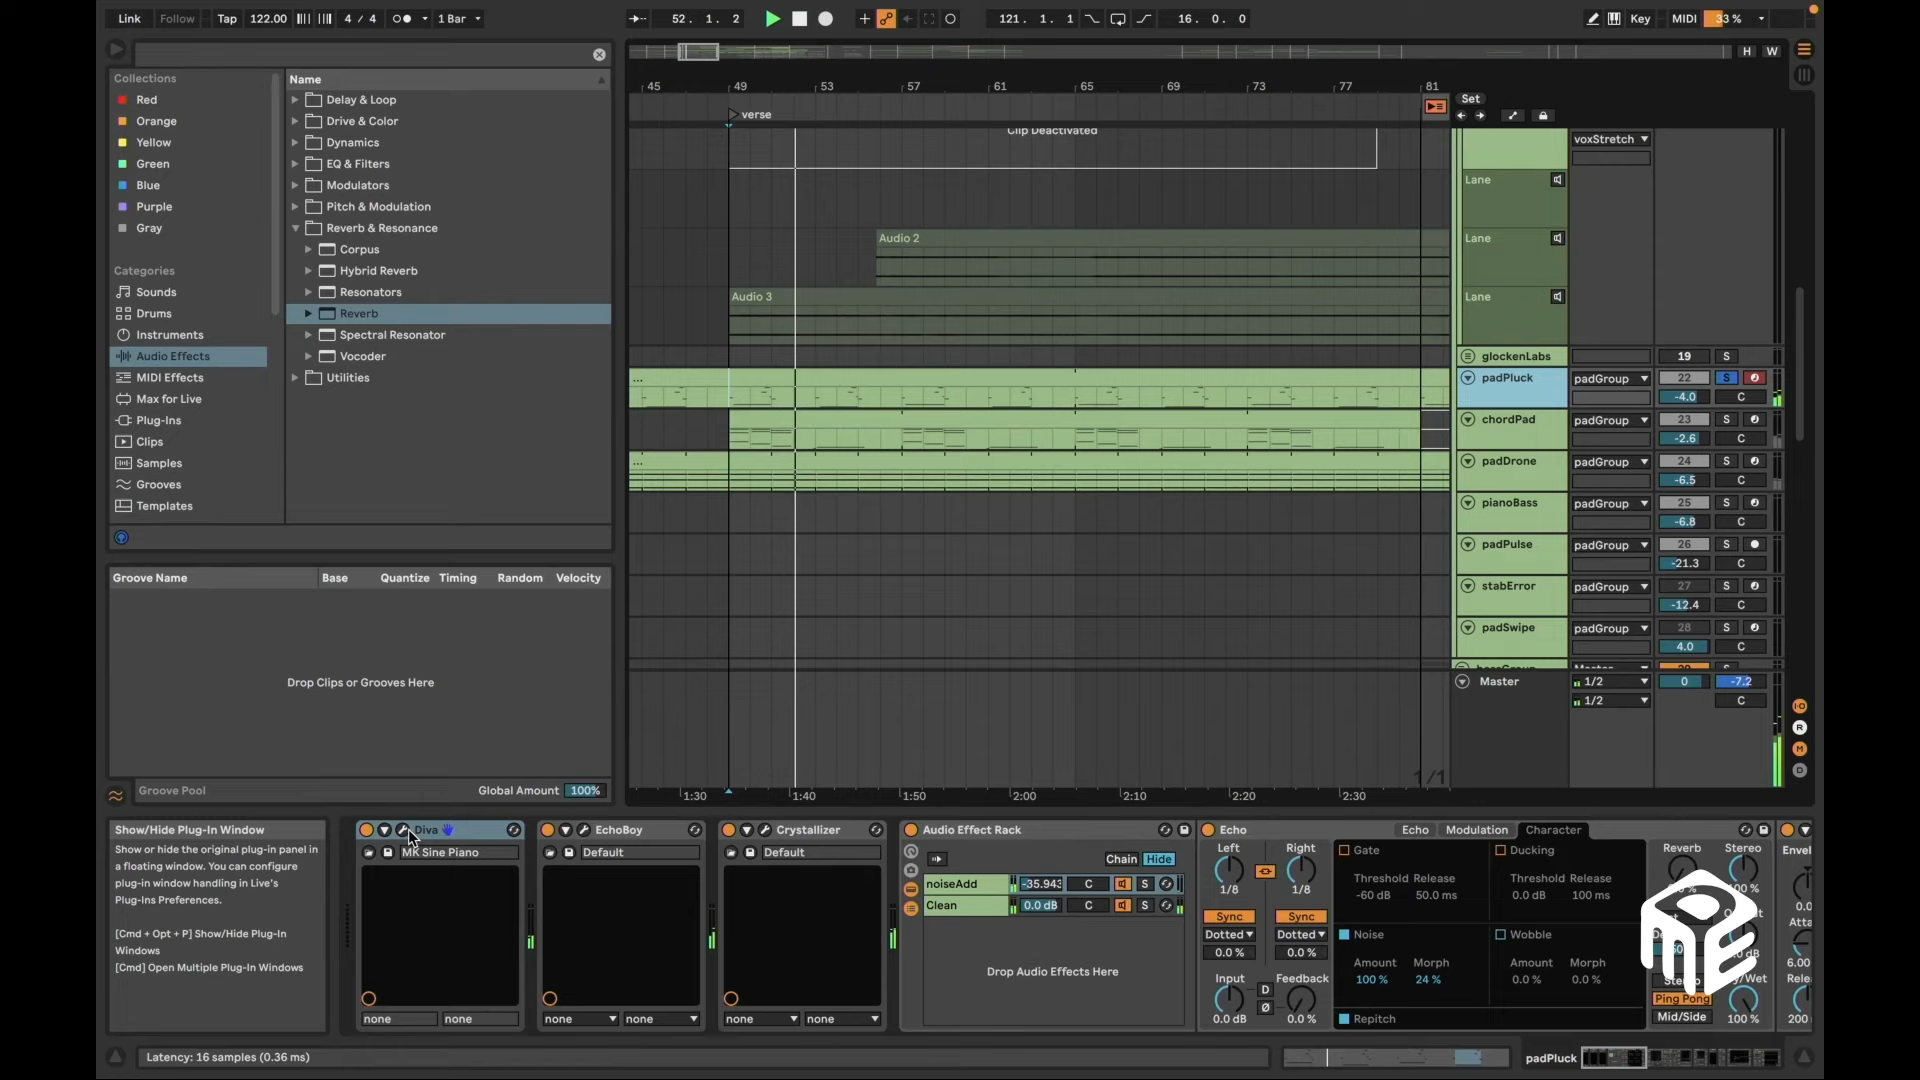 Link Follow Tap 122.00 4 / 4 1 Bar 52. 1. 2 121. 1. 1 16. 0. 0 Key MIDI 33 %
H W
Collections
Red
Orange
Yellow
Green
Blue
Purple
Gray
Categories
Sounds
Drums
Instruments
Audio Effects
MIDI Effects
Max for Live
Plug-Ins
Clips
Samples
Grooves
Templates
Name
Delay & Loop
Drive & Color
Dynamics
EQ & Filters
Modulators
Pitch & Modulation
Reverb & Resonance
Corpus
Hybrid Reverb
Resonators
Reverb
Spectral Resonator
Vocoder
Utilities
Groove Name Base Quantize Timing Random Velocity
Drop Clips or Grooves Here
Groove Pool Global Amount 100%
45 49 53 57 61 65 69 73 77 81
verse
Clip Deactivated
Audio 2
Audio 3
...
...
1/1
1:30 1:40 1:50 2:00 2:10 2:20 2:30
Set
voxStretch
Lane
Lane
Lane
glockenLabs 19 S
padPluck padGroup 22 S
-4.0 C
chordPad padGroup 23 S
-2.6 C
padDrone padGroup 24 S
-6.5 C
pianoBass padGroup 25 S
-6.8 C
padPulse padGroup 26 S
-21.3 C
stabError padGroup 27 S
-12.4 C
padSwipe padGroup 28 S
4.0 C
Master 1/2 0 -7.2
1/2 C
I·O
R
M
D
Show/Hide Plug-In Window
Show or hide the original plug-in panel in
a floating window. You can configure
plug-in window handling in Live's
Plug-Ins Preferences.
[Cmd + Opt + P] Show/Hide Plug-In
Windows
[Cmd] Open Multiple Plug-In Windows
Diva
MK Sine Piano
none none
EchoBoy
Default
none none
Crystallizer
Default
none none
Audio Effect Rack
Chain Hide
noiseAdd -35.943 C S
Clean 0.0 dB C S
Drop Audio Effects Here
Echo Echo Modulation Character
Left Right
1/8 1/8
Sync Sync
Dotted Dotted
0.0 % 0.0 %
Input D Feedback
Ø
0.0 dB 0.0 %
Gate Ducking
Threshold Release Threshold Release
-60 dB 50.0 ms 0.0 dB 100 ms
Noise Wobble
Amount Morph Amount Morph
100 % 24 % 0.0 % 0.0 %
Repitch
Reverb Stereo
Ping Pong
Mid/Side 100 %
200
Latency: 16 samples (0.36 ms)
padPluck